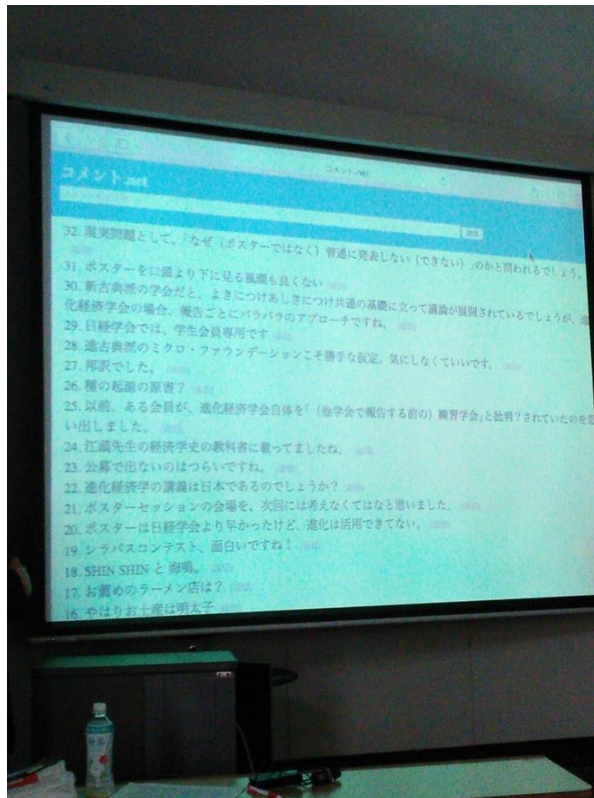 コメント.net
コメント.net
送信
32. 現実問題として、「なぜ（ポスターではなく）普通に発表しない（できない）」のかと問われるでしょう。
31. ポスターを口頭より下に見る風潮も良くない
30. 新古典派の学会だと、よきにつけあしきにつけ共通の基礎に立って議論が展開されているでしょうが、進
化経済学会の場合、報告ごとにバラバラのアプローチですね。
29. 日経学会では、学生会員専用です
28. 進古典派のミクロ・ファウンデーションこそ勝手な仮定。気にしなくていいです。
27. 邦訳でした。
26. 種の起源の原書？
25. 以前、ある会員が、進化経済学会自体を「（他学会で報告する前の）練習学会」と批判？されていたのを思
い出しました。
24. 江頭先生の経済学史の教科書に載ってましたね。
23. 公募で出ないのはつらいですね。
22. 進化経済学の講義は日本であるのでしょうか？
21. ポスターセッションの会場を、次回には考えなくてはなと思いました。
20. ポスターは日経学会より早かったけど、進化は活用できてない。
19. シラバスコンテスト、面白いですね！
18. SHIN SHIN と 海鳴。
17. お薦めのラーメン店は？
16. やはりお土産は明太子